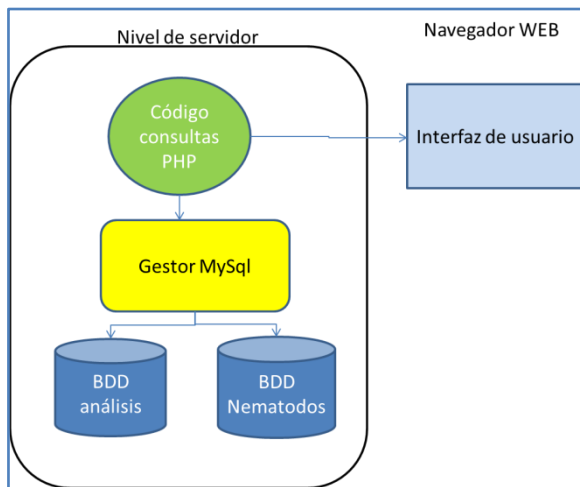 Nivel de servidor
Navegador WEB
Código
consultas
PHP
Interfaz de usuario
Gestor MySql
BDD
análisis
BDD
Nematodos